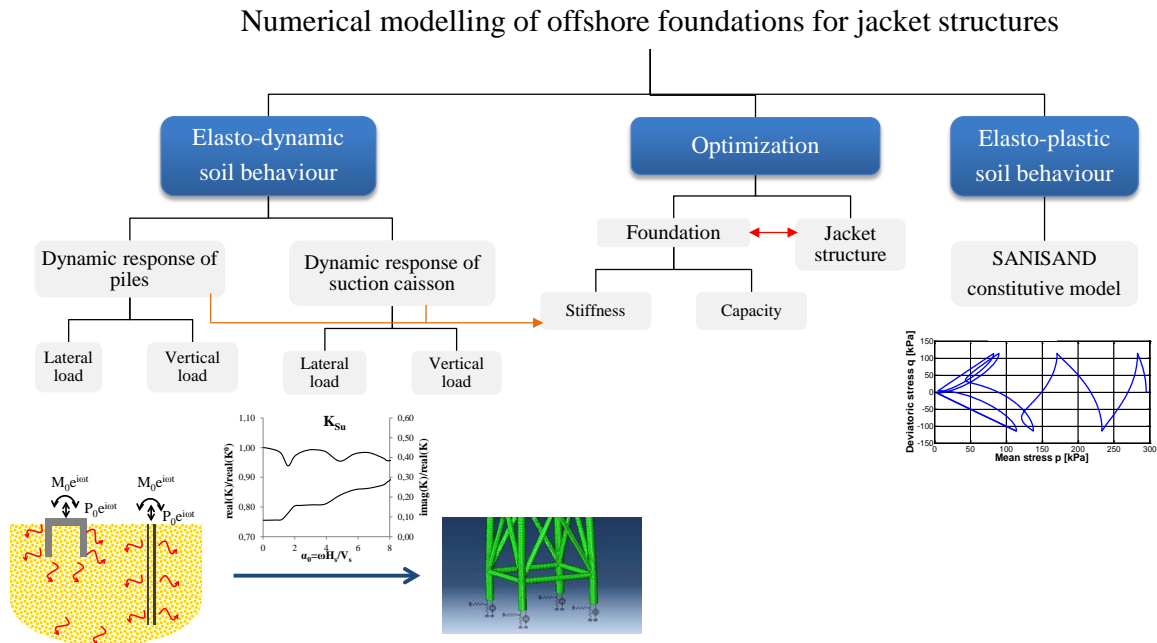 Numerical modelling of offshore foundations for jacket structures
Elasto-dynamic
soil behaviour
Optimization
Elasto-plastic
soil behaviour
Dynamic response of
piles
Dynamic response of
suction caisson
Foundation
Jacket
structure
SANISAND
constitutive model
Stiffness
Capacity
Lateral
load
Vertical
load
Lateral
load
Vertical
load
Deviatoric stress q [kPa]
150
100
50
0
-50
-100
-150
0 50 100 150 200 250 300
Mean stress p [kPa]
K_Su
real(K)/real(K⁰)
1,10
1,00
0,90
0,80
0,70
imag(K)/real(K)
0,60
0,50
0,40
0,30
0,20
0,10
0,00
0 2 4 6 8
α₀=ωH_s/V_s
M₀e^iωt
P₀e^iωt
M₀e^iωt
P₀e^iωt